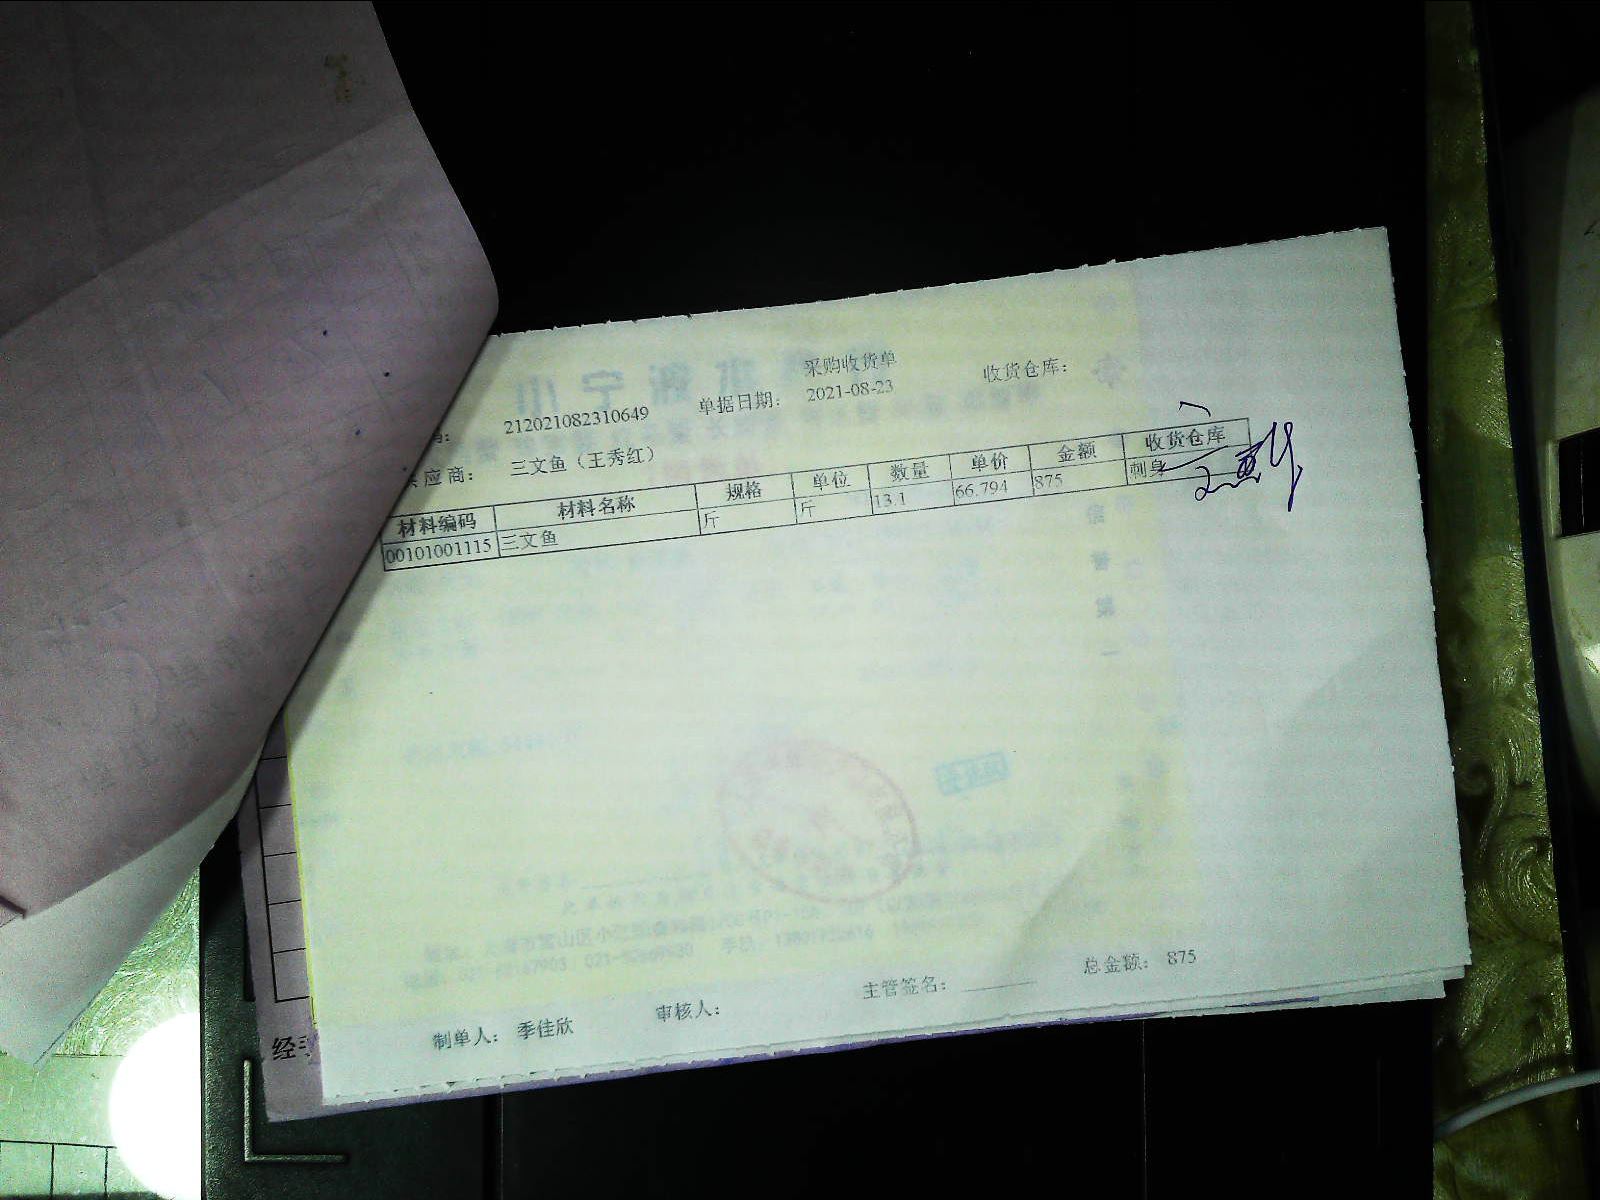 采购收货单
212021082310649 单据日期： 2021-08-23 收货仓库：
应商： 三文鱼（王秀红）
材料编码 材料名称 规格 单位 数量 单价 金额 收货仓库
00101001115 三文鱼 斤 斤 13.1 66.794 875 刺身
制单人： 季佳欣 审核人： 主管签名： 总金额： 875
经